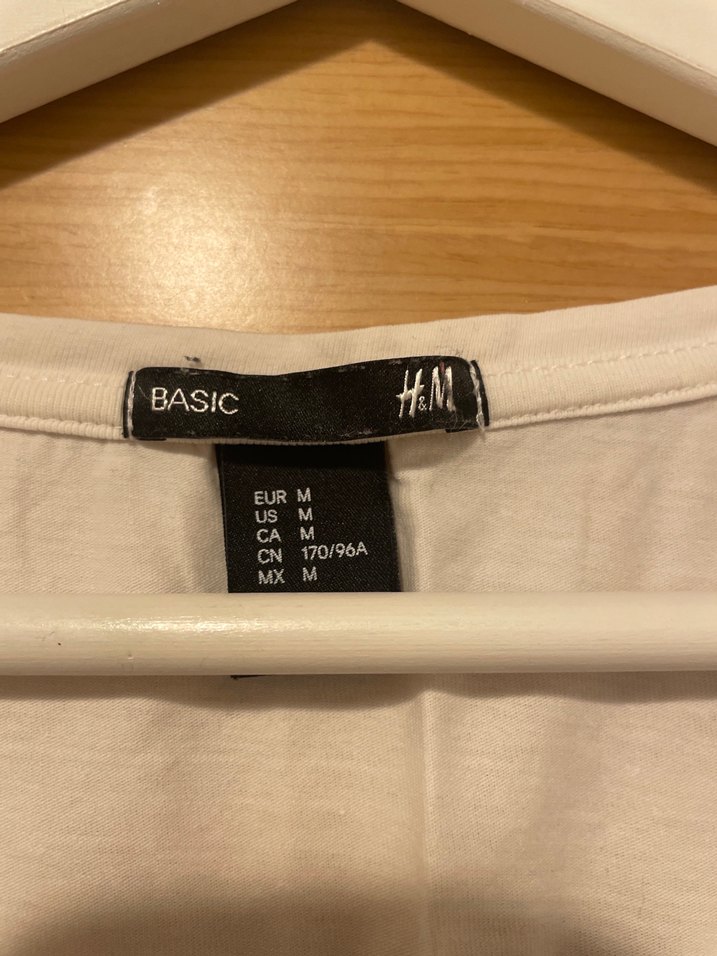 BASIC H&M
EUR M
US M
CA M
CN 170/96A
MX M